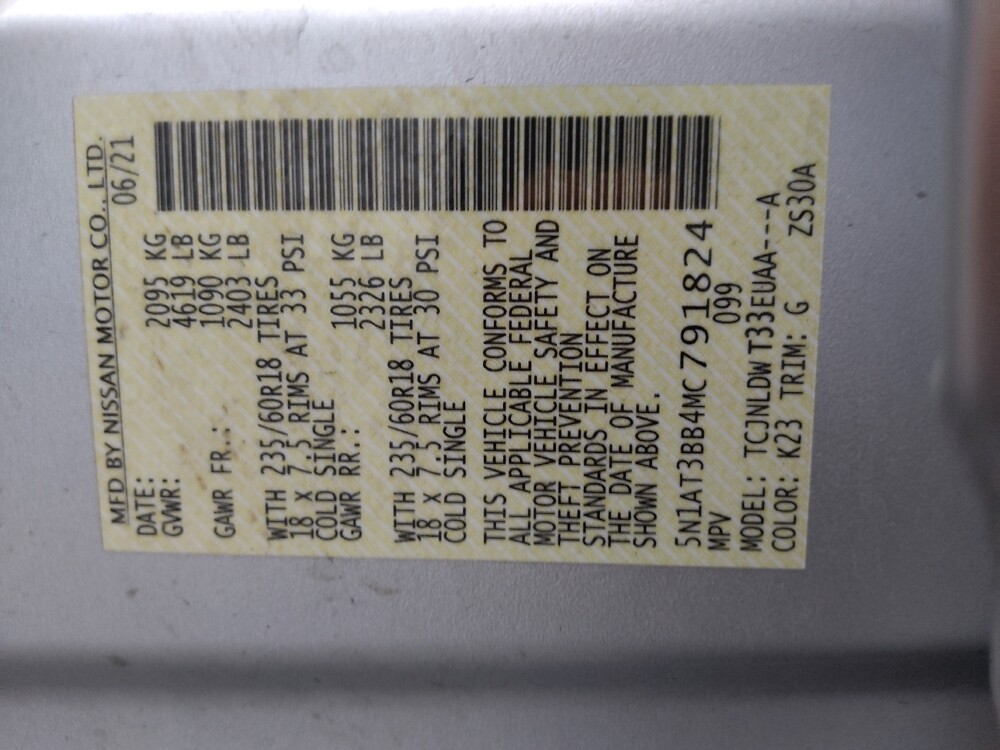 MFD BY NISSAN MOTOR CO., LTD.
DATE: 06/21
GVWR: 2095 KG
4619 LB
GAWR FR.: 1090 KG
2403 LB
WITH 235/60R18 TIRES
18 X 7.5 RIMS AT 33 PSI
COLD SINGLE
GAWR RR.: 1055 KG
2326 LB
WITH 235/60R18 TIRES
18 X 7.5 RIMS AT 30 PSI
COLD SINGLE
THIS VEHICLE CONFORMS TO
ALL APPLICABLE FEDERAL
MOTOR VEHICLE SAFETY AND
THEFT PREVENTION
STANDARDS IN EFFECT ON
THE DATE OF MANUFACTURE
SHOWN ABOVE.
5N1AT3BB4MC791824
MPV 099
MODEL: TCJNLDWT33EUAA---A
COLOR: K23 TRIM: G ZS30A